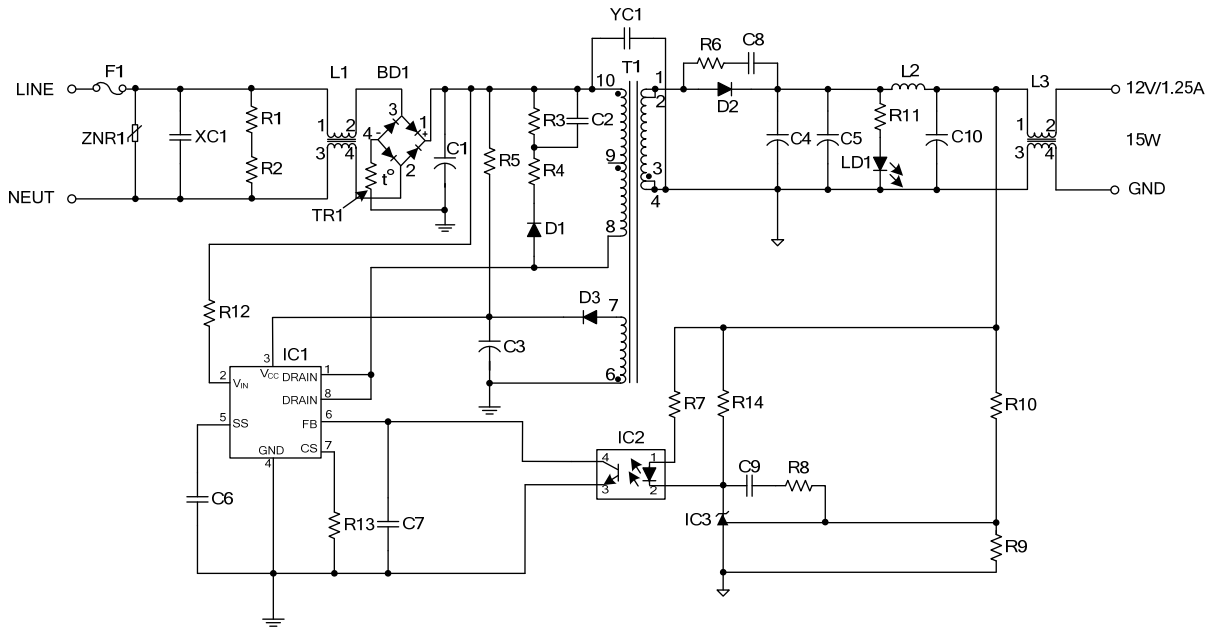 YC1
R6
C8
F1
L1
BD1
10
T1
1
L2
L3
LINE
2
D2
12V/1.25A
ZNR1
XC1
R1
1
2
3
4
-
+
1
C1
R3
C2
R11
1
2
C4
C5
C10
15W
R2
3
4
2
t°
R5
9
R4
3
LD1
3
4
NEUT
TR1
4
GND
D1
8
D3
7
R12
3
IC1
C3
VCC
DRAIN
1
2
VIN
6
DRAIN
8
R7
R14
R10
5
SS
FB
6
IC2
GND
CS
7
4
1
C9
R8
4
3
2
C6
R13
C7
IC3
R9